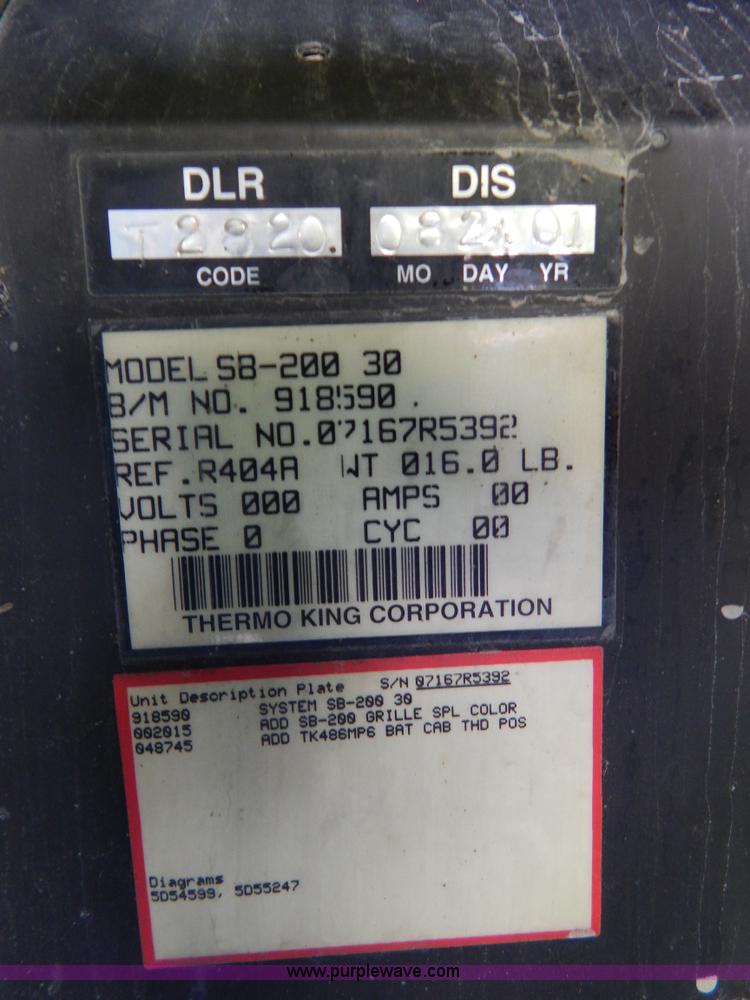 DLR DIS
T2820. 082401
CODE MO DAY YR
MODEL SB-200 30
B/M NO. 918590
SERIAL NO.07167R5392
REF.R404A WT 016.0 LB.
VOLTS 000 AMPS 00
PHASE 0 CYC 00
THERMO KING CORPORATION
Unit Description Plate S/N 07167R5392
918590 SYSTEM SB-200 30
002015 ADD SB-200 GRILLE SPL COLOR
048745 ADD TK486MP6 BAT CAB THD POS
Diagrams
5D54599, 5D55247
www.purplewave.com